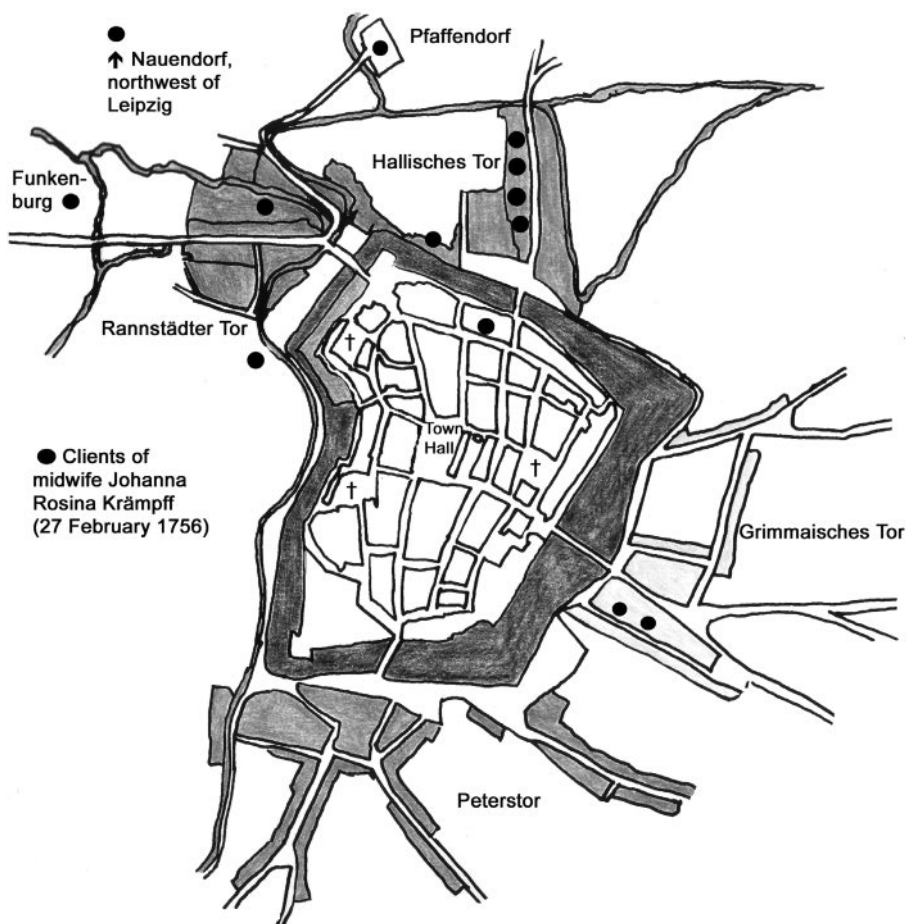 Pfaffendorf
↑ Nauendorf,
northwest of
Leipzig
Hallisches Tor
Funken-
burg
Rannstädter Tor
Town
Hall
Clients of
midwife Johanna
Rosina Krämpff
(27 February 1756)
Grimmaisches Tor
Peterstor